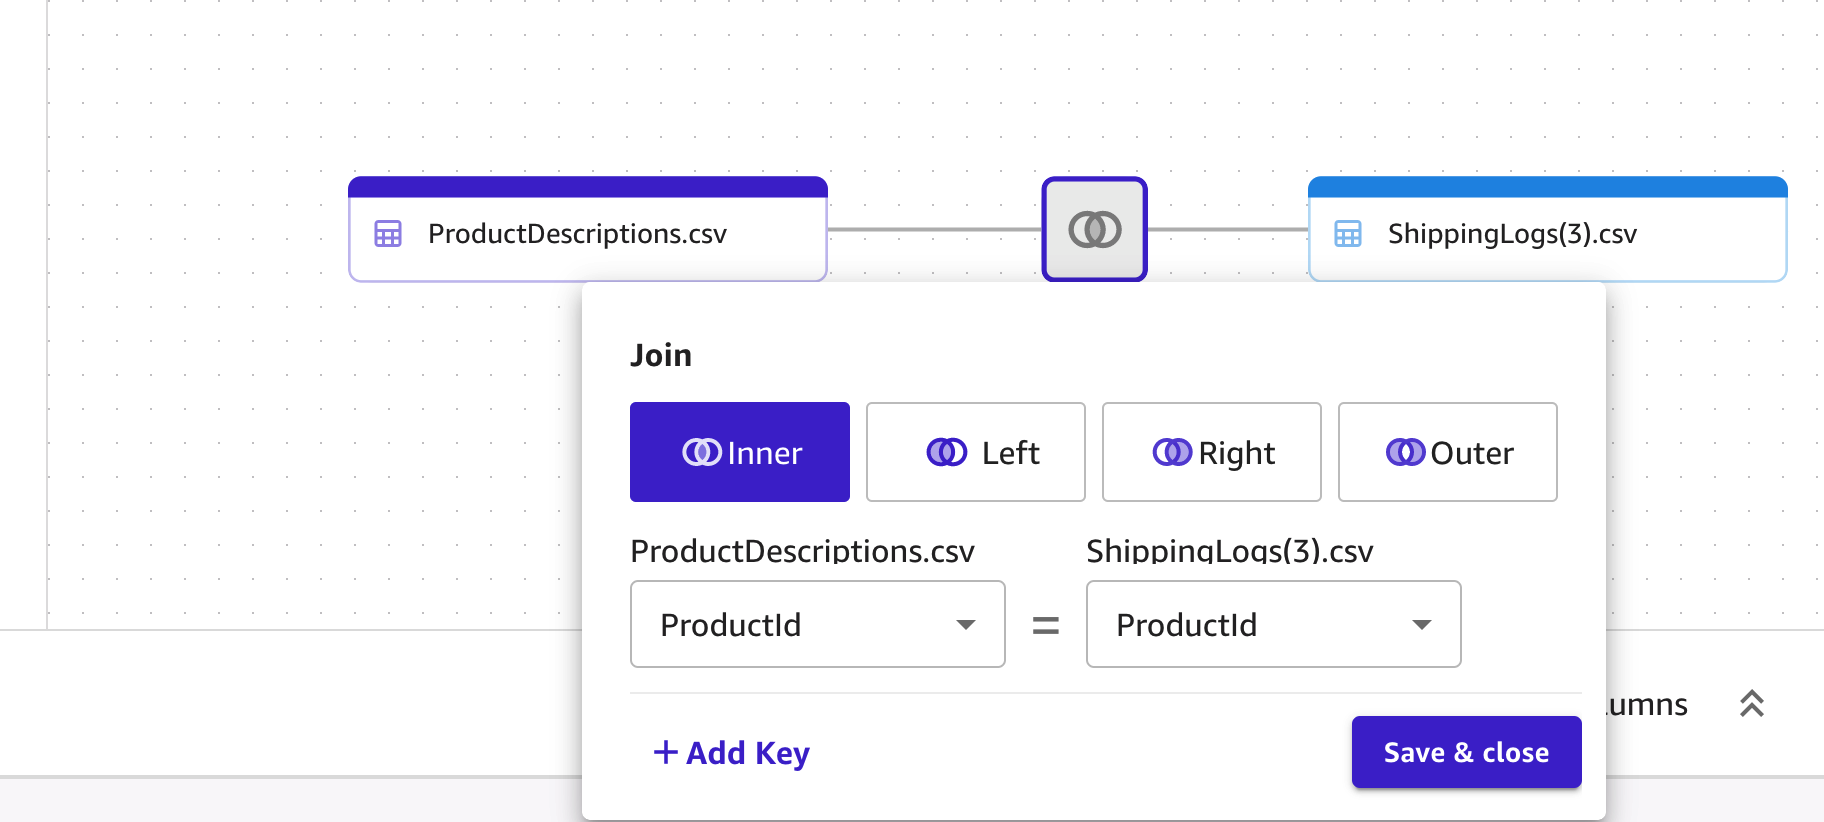 ProductDescriptions.csv
ShippingLogs(3).csv
Join
Inner
Left
Right
Outer
ProductDescriptions.csv
ShippingLogs(3).csv
ProductId
=
ProductId
+ Add Key
Save & close
lumns